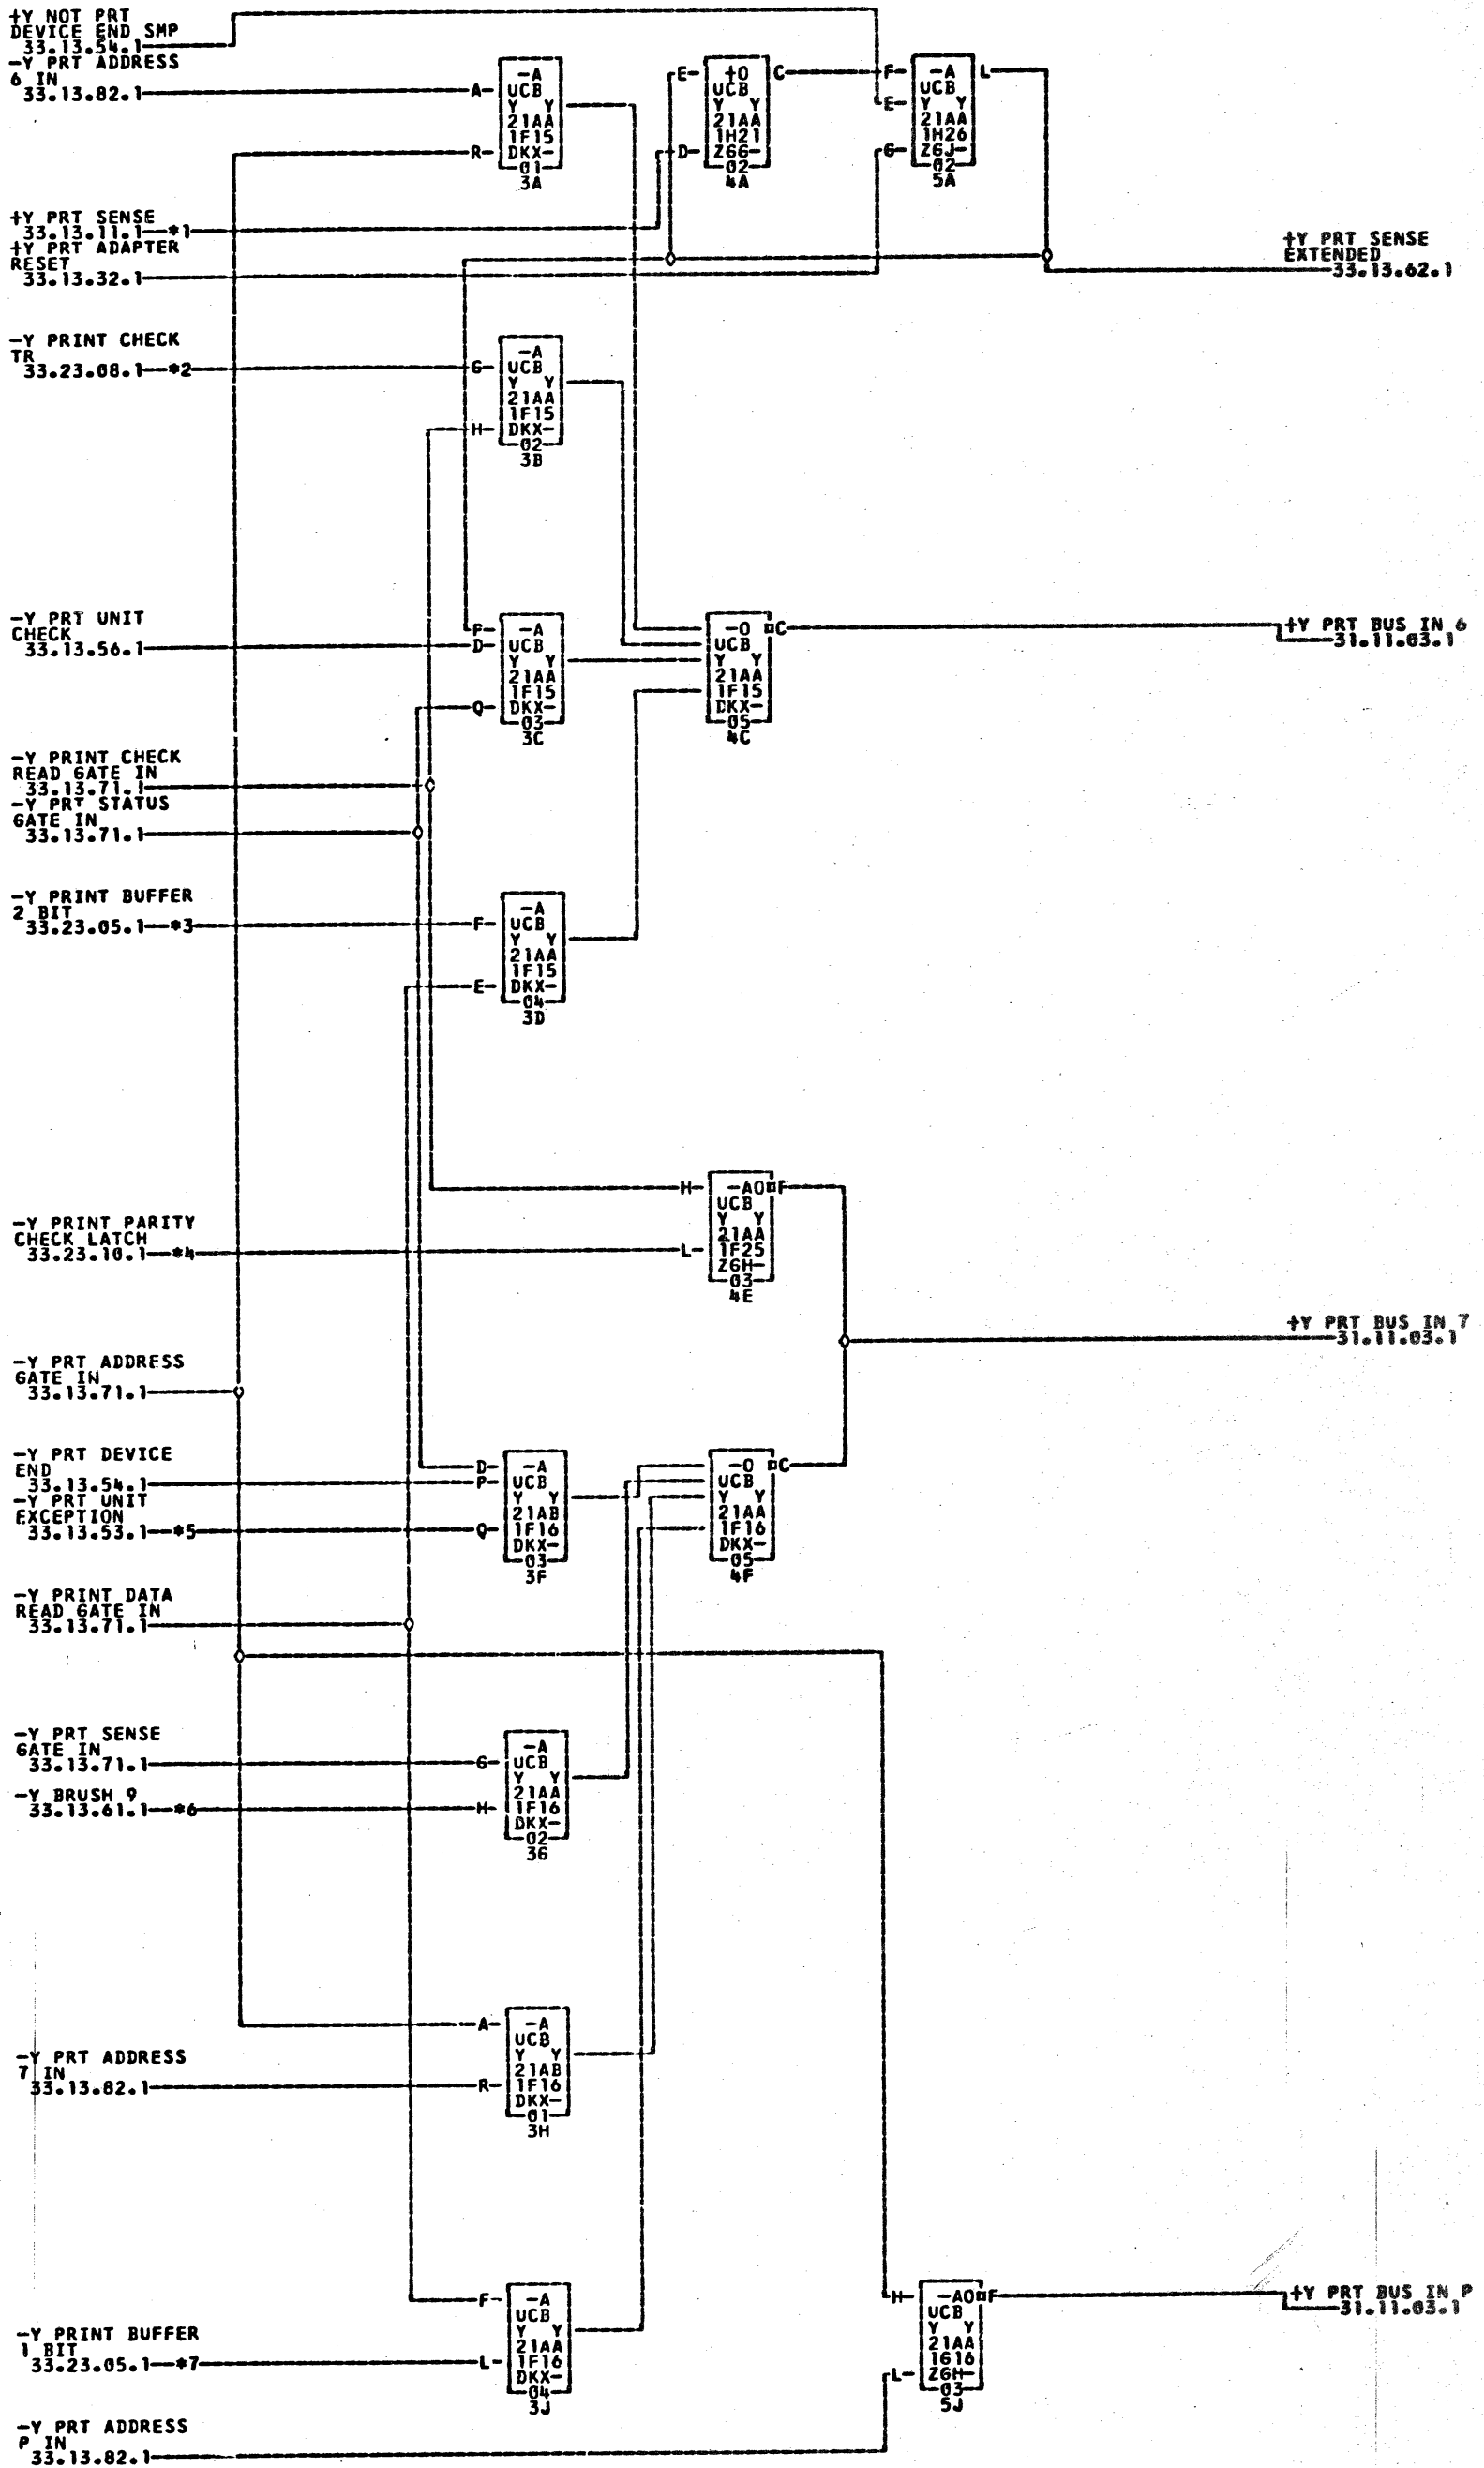 +Y NOT PRT
DEVICE END SMP
33.13.54.1
-Y PRT ADDRESS
6 IN
33.13.82.1
A
R
-A
UCB
Y Y
21AA
1F15
DKX-
01
3A
E
D
+O
C
UCB
Y Y
21AA
1H21
Z66-
02
4A
F
E
G
-A
L
UCB
Y Y
21AA
1H26
Z6J-
02
5A
+Y PRT SENSE
33.13.11.1—*1
+Y PRT ADAPTER
RESET
33.13.32.1
+Y PRT SENSE
EXTENDED
33.13.62.1
-Y PRINT CHECK
TR
33.23.08.1—*2
G
H
-A
UCB
Y Y
21AA
1F15
DKX-
02
3B
-Y PRT UNIT
CHECK
33.13.56.1
F
D
Q
-A
UCB
Y Y
21AA
1F15
DKX-
03
3C
-O
C
UCB
Y Y
21AA
1F15
DKX-
05
4C
+Y PRT BUS IN 6
31.11.03.1
-Y PRINT CHECK
READ GATE IN
33.13.71.1
-Y PRT STATUS
GATE IN
33.13.71.1
-Y PRINT BUFFER
2 BIT
33.23.05.1—*3
F
E
-A
UCB
Y Y
21AA
1F15
DKX-
04
3D
-Y PRINT PARITY
CHECK LATCH
33.23.10.1—*4
H
L
-AO
F
UCB
Y Y
21AA
1F25
Z6H-
03
4E
+Y PRT BUS IN 7
31.11.03.1
-Y PRT ADDRESS
GATE IN
33.13.71.1
-Y PRT DEVICE
END
33.13.54.1
-Y PRT UNIT
EXCEPTION
33.13.53.1—*5
D
P
Q
-A
UCB
Y Y
21AB
1F16
DKX-
03
3F
-O
C
UCB
Y Y
21AA
1F16
DKX-
05
4F
-Y PRINT DATA
READ GATE IN
33.13.71.1
-Y PRT SENSE
GATE IN
33.13.71.1
-Y BRUSH 9
33.13.61.1—*6
G
H
-A
UCB
Y Y
21AA
1F16
DKX-
02
3G
-Y PRT ADDRESS
7 IN
33.13.82.1
A
R
-A
UCB
Y Y
21AB
1F16
DKX-
01
3H
-Y PRINT BUFFER
1 BIT
33.23.05.1—*7
F
L
-A
UCB
Y Y
21AA
1F16
DKX-
04
3J
H
L
-AO
F
UCB
Y Y
21AA
1G16
Z6H-
03
5J
+Y PRT BUS IN P
31.11.03.1
-Y PRT ADDRESS
P IN
33.13.82.1